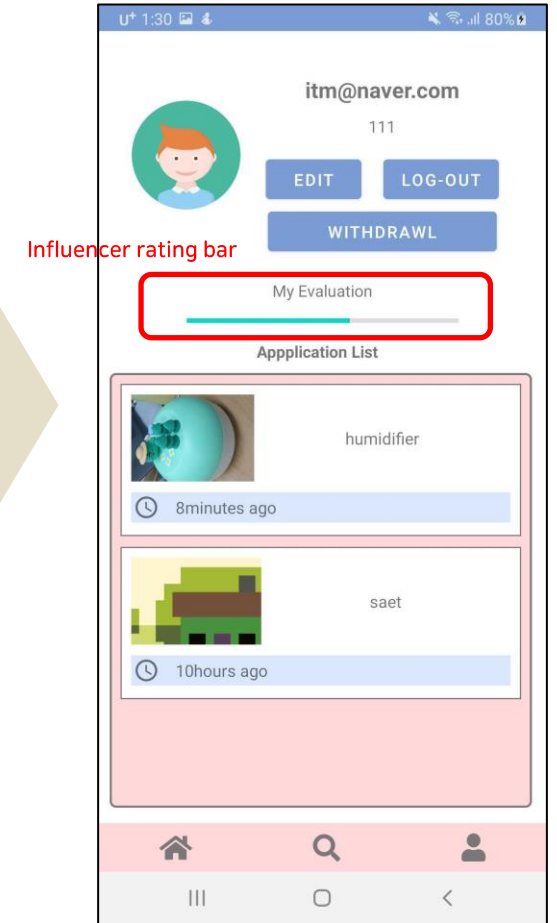 U+ 1:30 80%
itm@naver.com
111
EDIT LOG-OUT
WITHDRAWL
Influencer rating bar
My Evaluation
Appplication List
humidifier
8minutes ago
saet
10hours ago